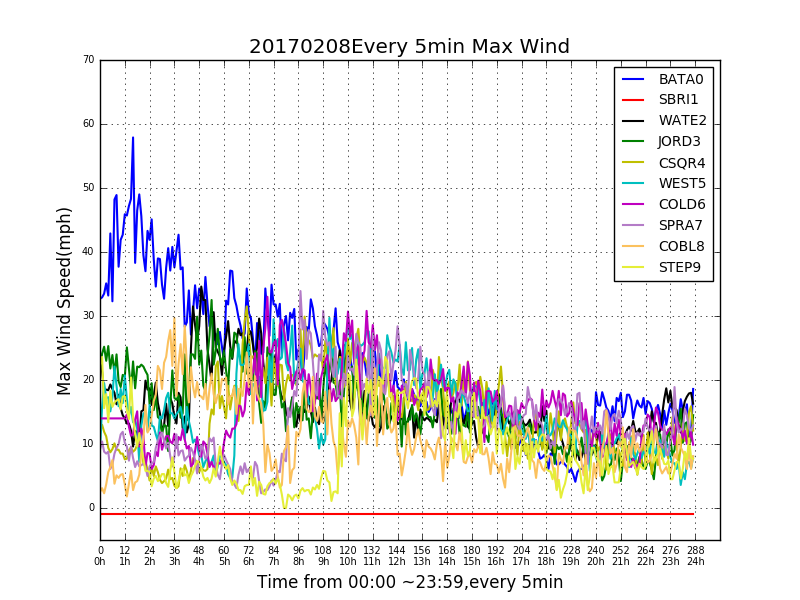 20170208Every 5min Max Wind
70
60
50
40
30
20
10
0
Max Wind Speed(mph)
BATA0
SBRI1
WATE2
JORD3
CSQR4
WEST5
COLD6
SPRA7
COBL8
STEP9
0 12 24 36 48 60 72 84 96 108 120 132 144 156 168 180 192 204 216 228 240 252 264 276 288
0h 1h 2h 3h 4h 5h 6h 7h 8h 9h 10h 11h 12h 13h 14h 15h 16h 17h 18h 19h 20h 21h 22h 23h 24h
Time from 00:00 ~23:59,every 5min